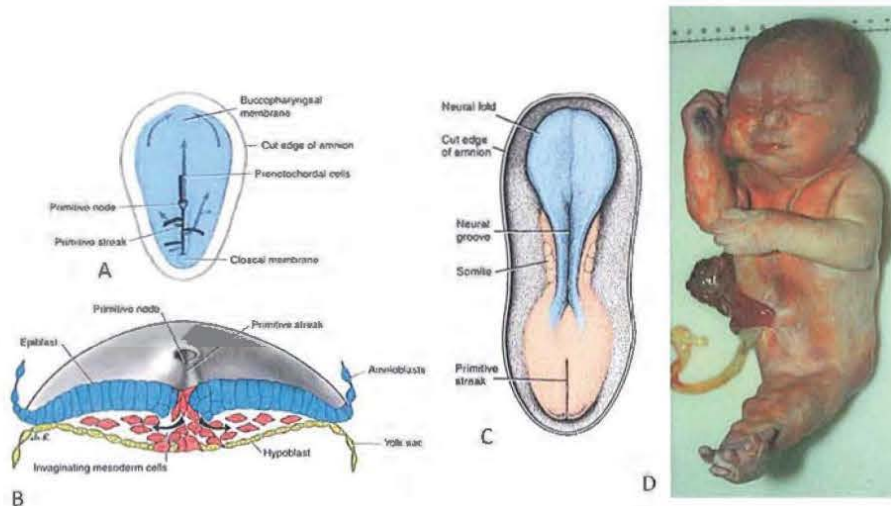 Buccopharyngeal
membrane
Cut edge of amnion
Prenotochordal cells
Primitive node
Primitive streak
Cloacal membrane
A
Primitive node
Primitive streak
Epiblast
Amnioblasts
Yolk sac
Hypoblast
Invaginating mesoderm cells
B
Neural fold
Cut edge
of amnion
Neural
groove
Somite
Primitive
streak
C
D